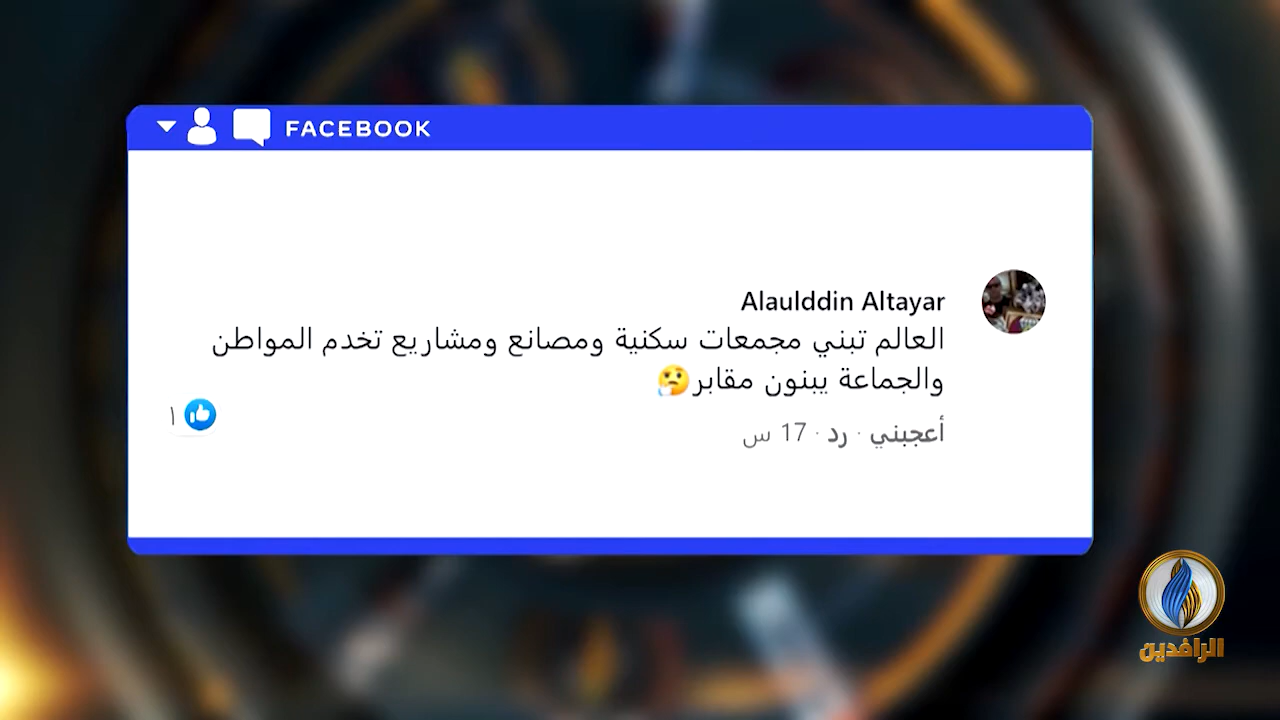 FACEBOOK
Alaulddin Altayar
العالم تبني مجمعات سكنية ومصانع ومشاريع تخدم المواطن
والجماعة يبنون مقابر🤔
أعجبني · رد · 17 س
١
الرافدين